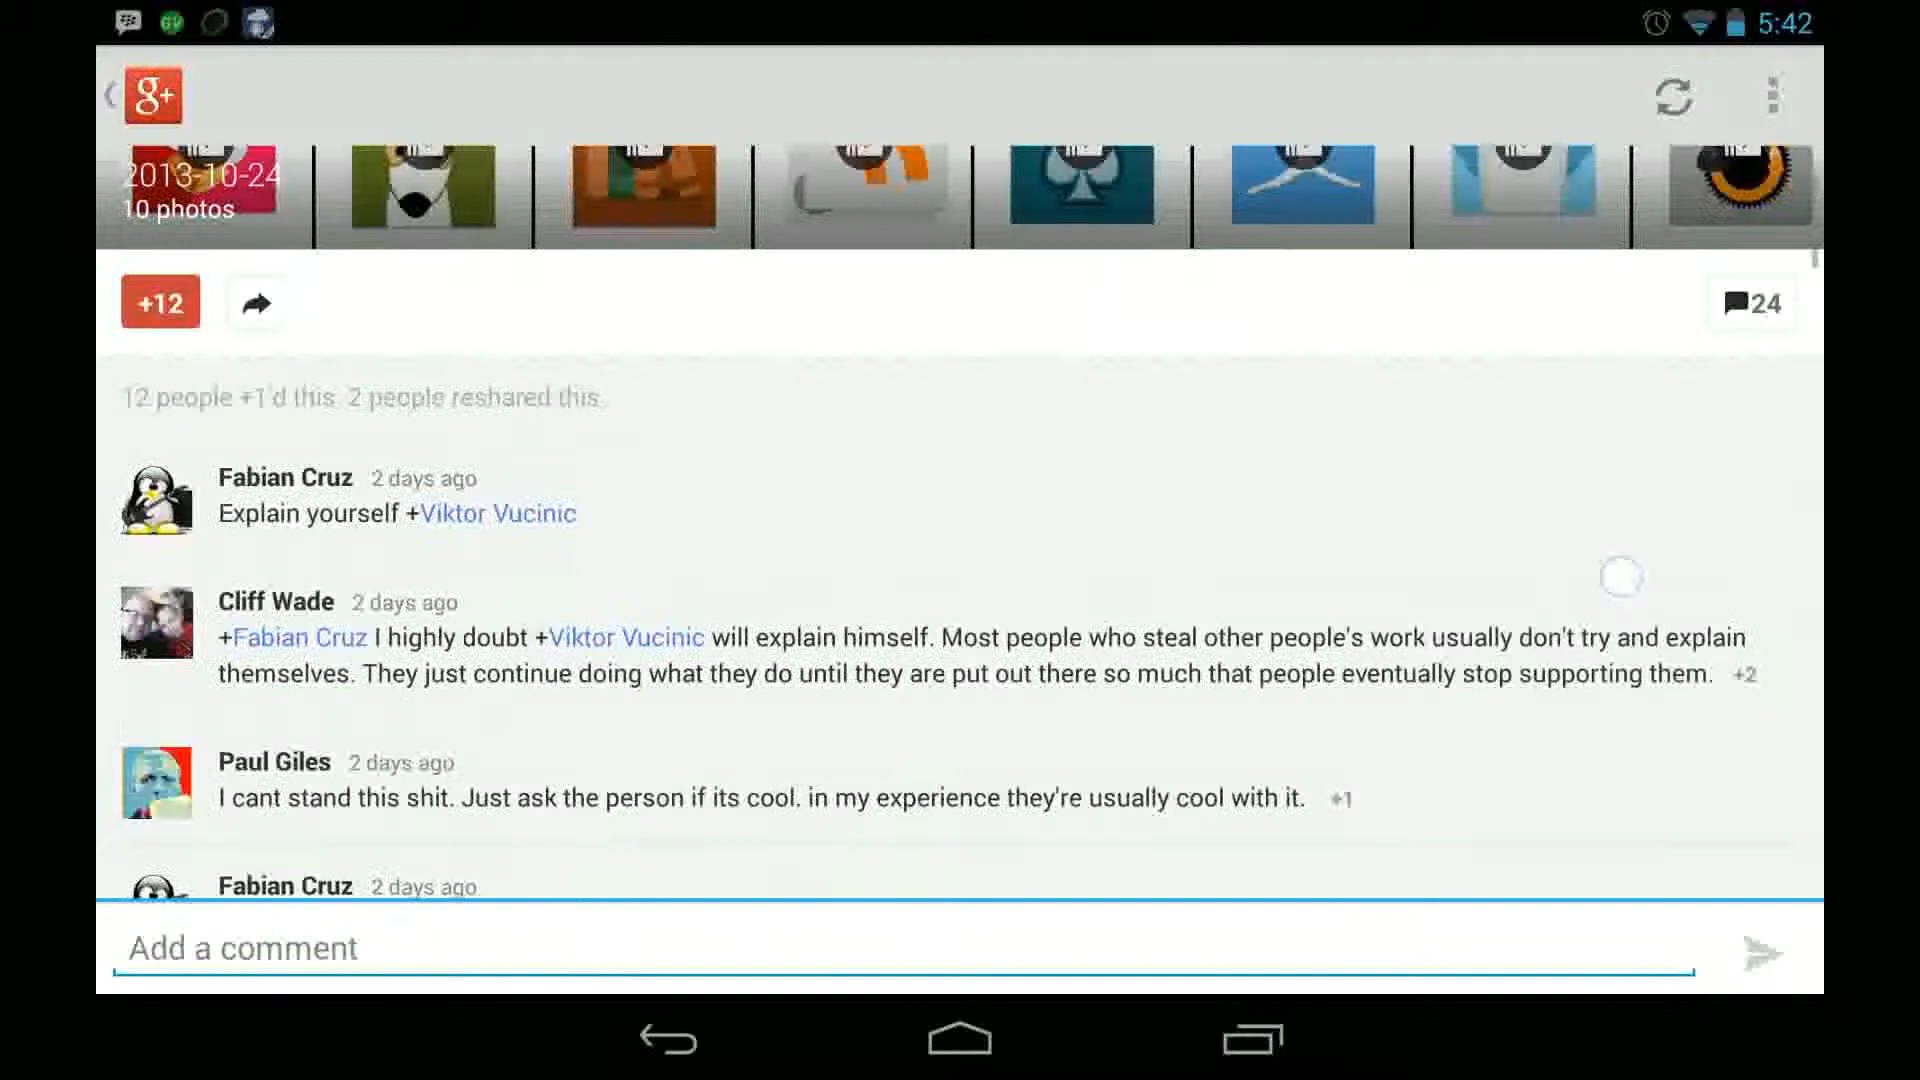 GV
5:42
g+
2013-10-24
10 photos
+12
24
12 people +1'd this. 2 people reshared this.
Fabian Cruz 2 days ago
Explain yourself +Viktor Vucinic
Cliff Wade 2 days ago
+Fabian Cruz I highly doubt +Viktor Vucinic will explain himself. Most people who steal other people's work usually don't try and explain
themselves. They just continue doing what they do until they are put out there so much that people eventually stop supporting them. +2
Paul Giles 2 days ago
I cant stand this shit. Just ask the person if its cool. in my experience they're usually cool with it. +1
Fabian Cruz 2 days ago
Add a comment